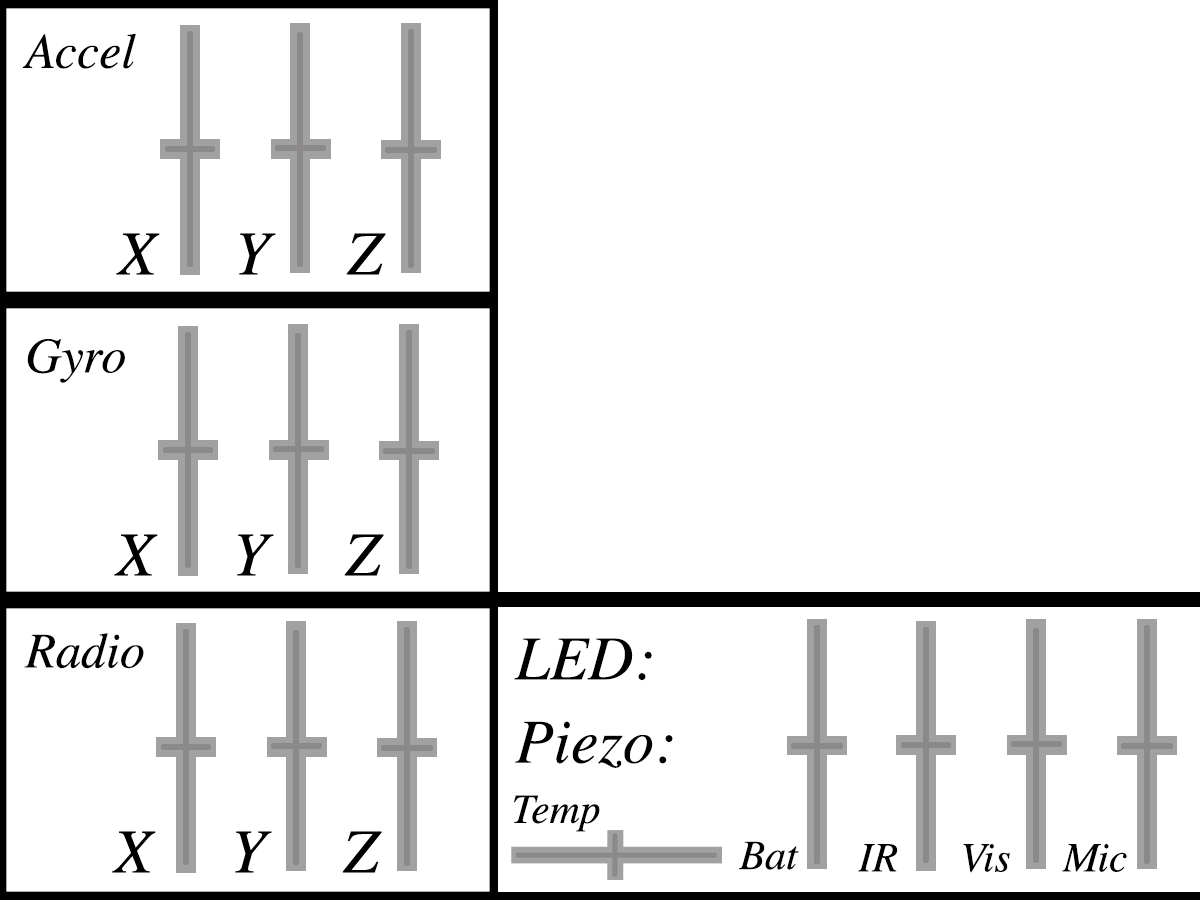 Accel
X Y Z
Gyro
X Y Z
Radio
X Y Z
LED:
Piezo:
Temp
Bat IR Vis Mic